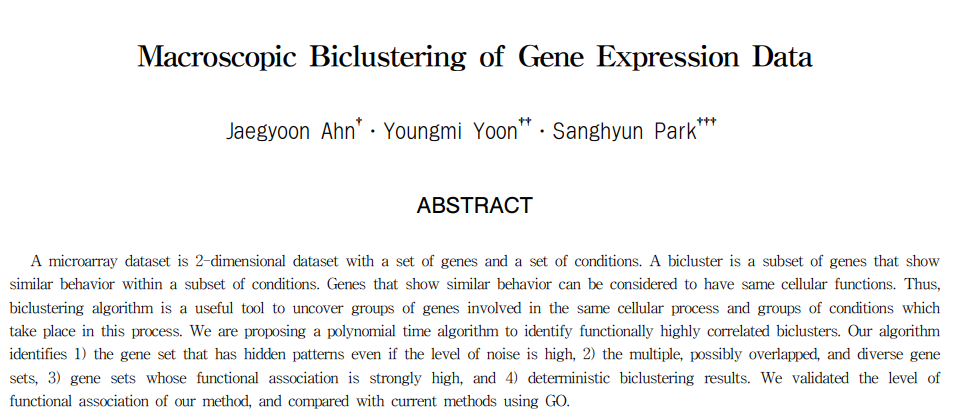 Macroscopic Biclustering of Gene Expression Data
Jaegyoon Ahn† · Youngmi Yoon†† · Sanghyun Park†††
ABSTRACT
A microarray dataset is 2-dimensional dataset with a set of genes and a set of conditions. A bicluster is a subset of genes that show
similar behavior within a subset of conditions. Genes that show similar behavior can be considered to have same cellular functions. Thus,
biclustering algorithm is a useful tool to uncover groups of genes involved in the same cellular process and groups of conditions which
take place in this process. We are proposing a polynomial time algorithm to identify functionally highly correlated biclusters. Our algorithm
identifies 1) the gene set that has hidden patterns even if the level of noise is high, 2) the multiple, possibly overlapped, and diverse gene
sets, 3) gene sets whose functional association is strongly high, and 4) deterministic biclustering results. We validated the level of
functional association of our method, and compared with current methods using GO.